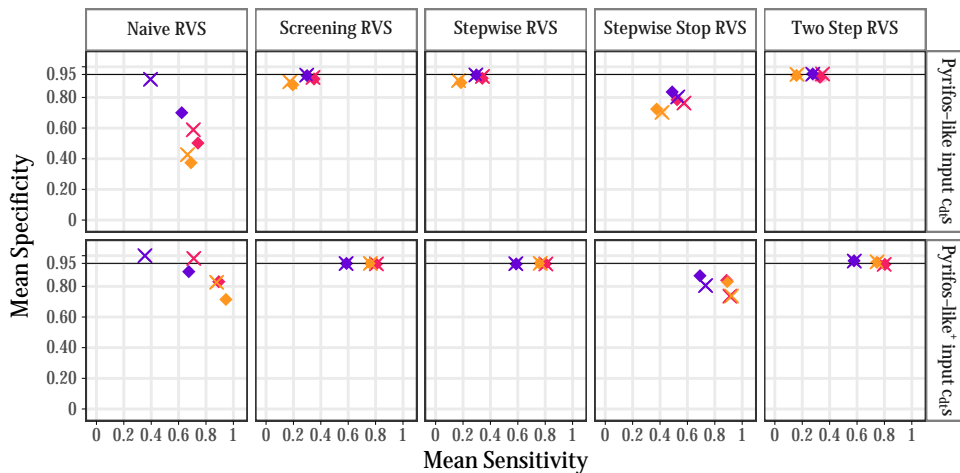 Naive RVS Screening RVS Stepwise RVS Stepwise Stop RVS Two Step RVS
0.95
0.80
0.60
0.40
0
Pyrifos-like input c_dts
0.95
0.80
0.60
0.40
0.20
0
Pyrifos-like⁺ input c_dts
0 0.2 0.4 0.6 0.8 1 0 0.2 0.4 0.6 0.8 1 0 0.2 0.4 0.6 0.8 1 0 0.2 0.4 0.6 0.8 1 0 0.2 0.4 0.6 0.8 1
Mean Specificity
Mean Sensitivity